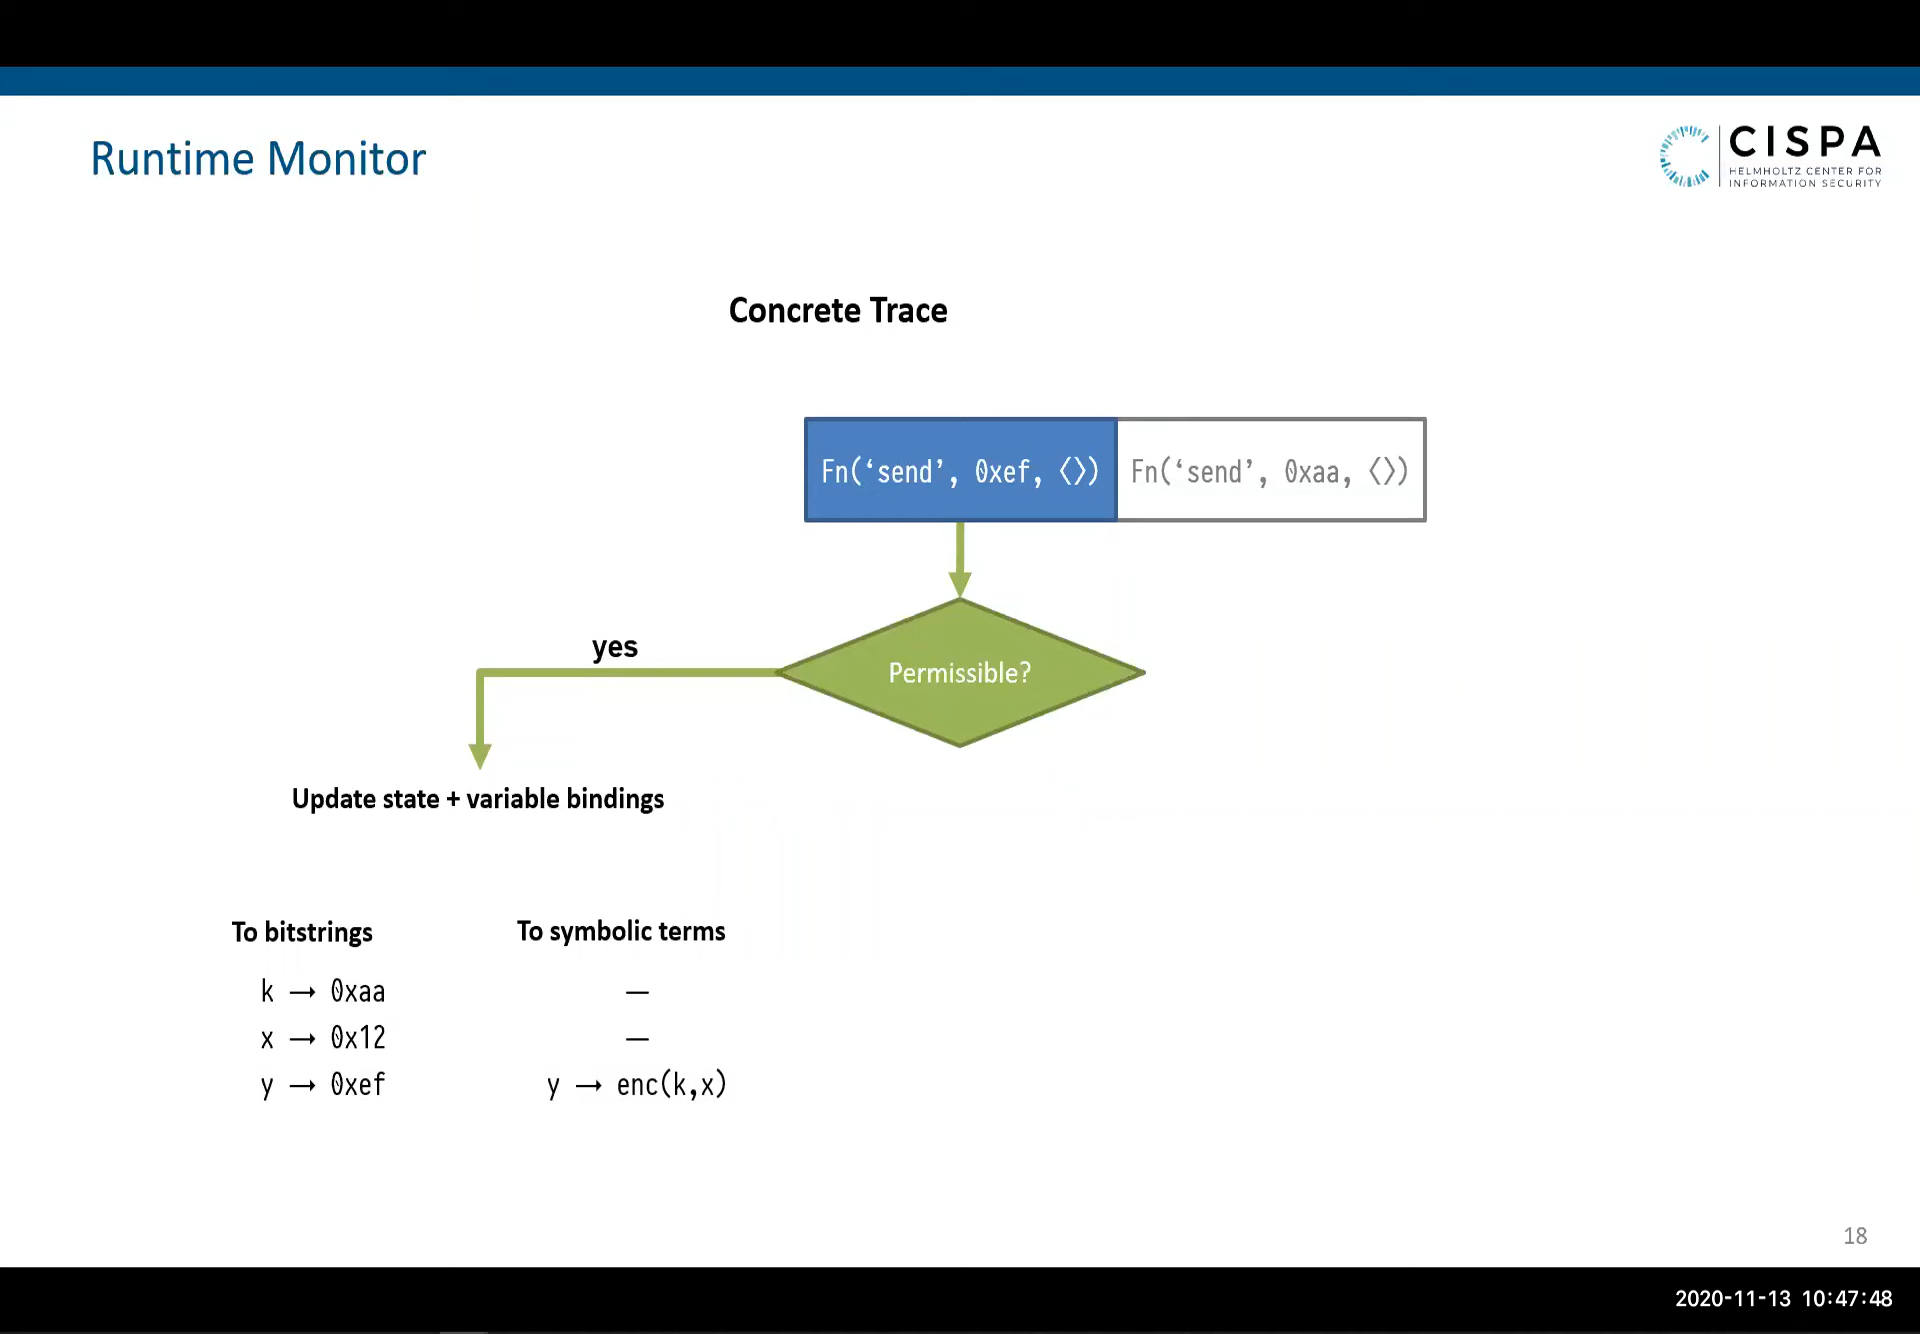 Runtime Monitor
CISPA
HELMHOLTZ CENTER FOR
INFORMATION SECURITY
Concrete Trace
Fn(‘send’, 0xef, ⟨⟩) Fn(‘send’, 0xaa, ⟨⟩)
yes
Permissible?
Update state + variable bindings
To bitstrings To symbolic terms
k → 0xaa —
x → 0x12 —
y → 0xef y → enc(k,x)
18
2020-11-13 10:47:48